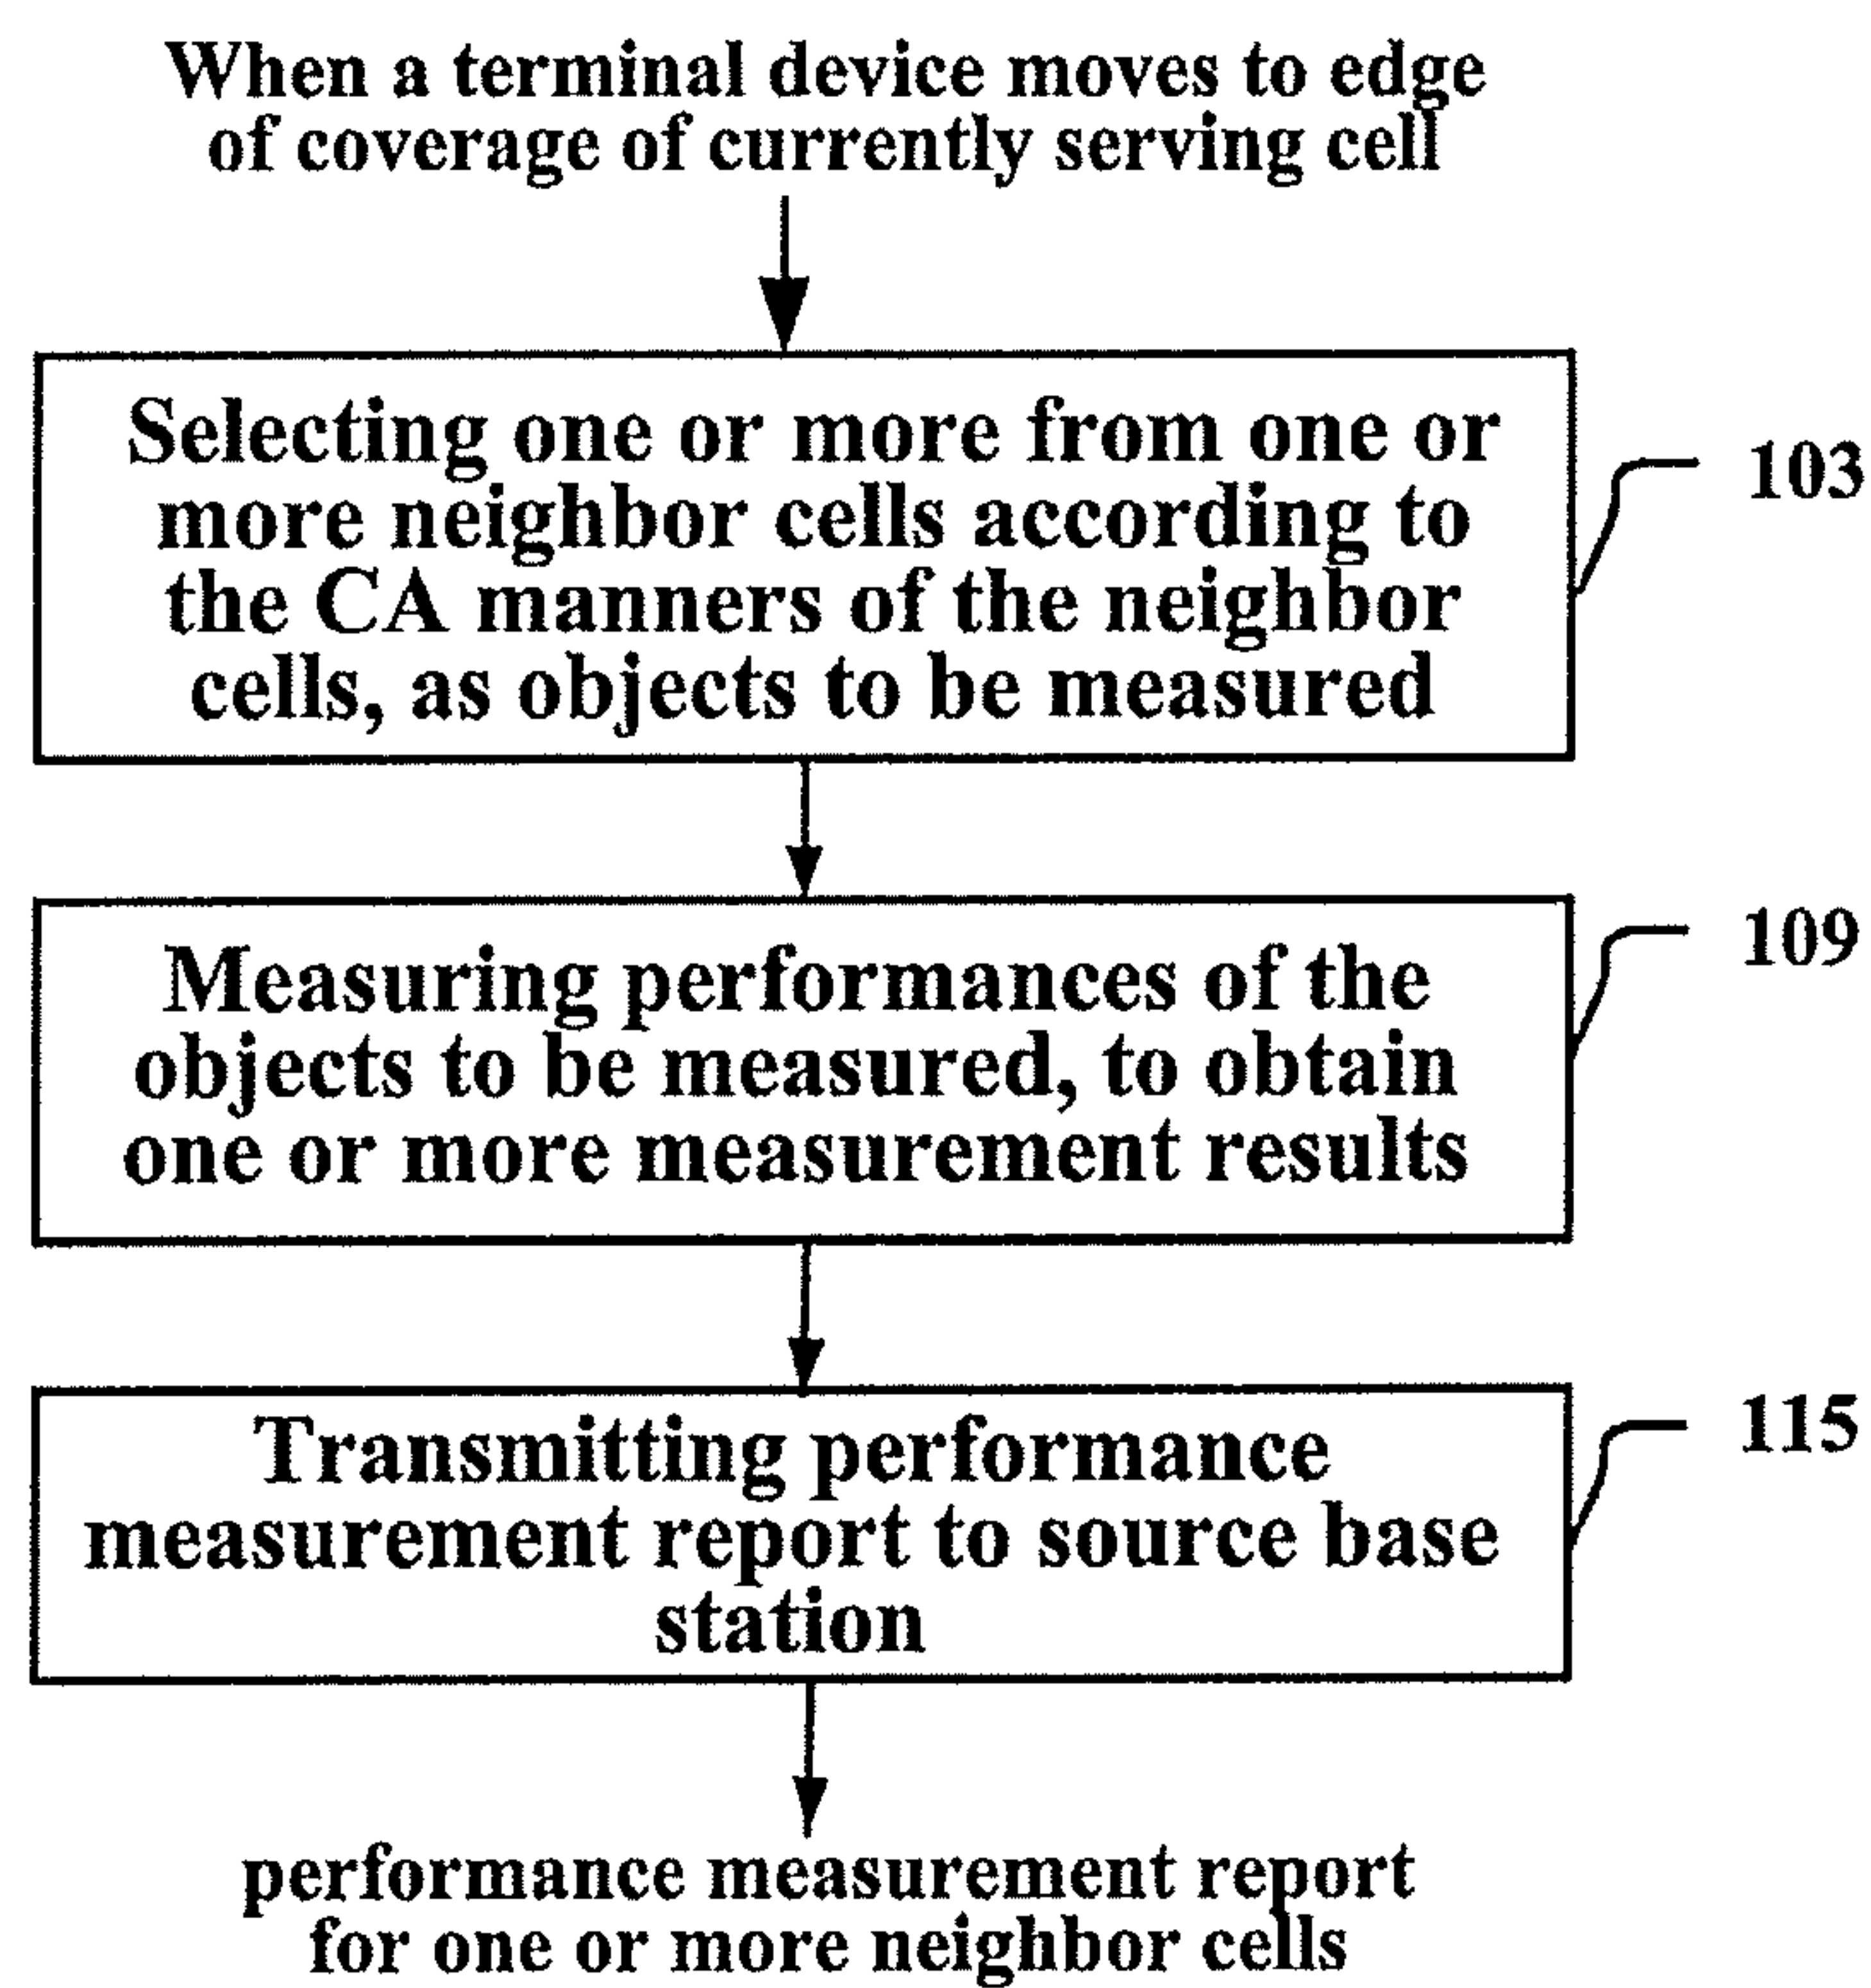 When a terminal device moves to edge
of coverage of currently serving cell
Selecting one or more from one or
more neighbor cells according to
the CA manners of the neighbor
cells, as objects to be measured
103
Measuring performances of the
objects to be measured, to obtain
one or more measurement results
109
Transmitting performance
measurement report to source base
station
115
performance measurement report
for one or more neighbor cells